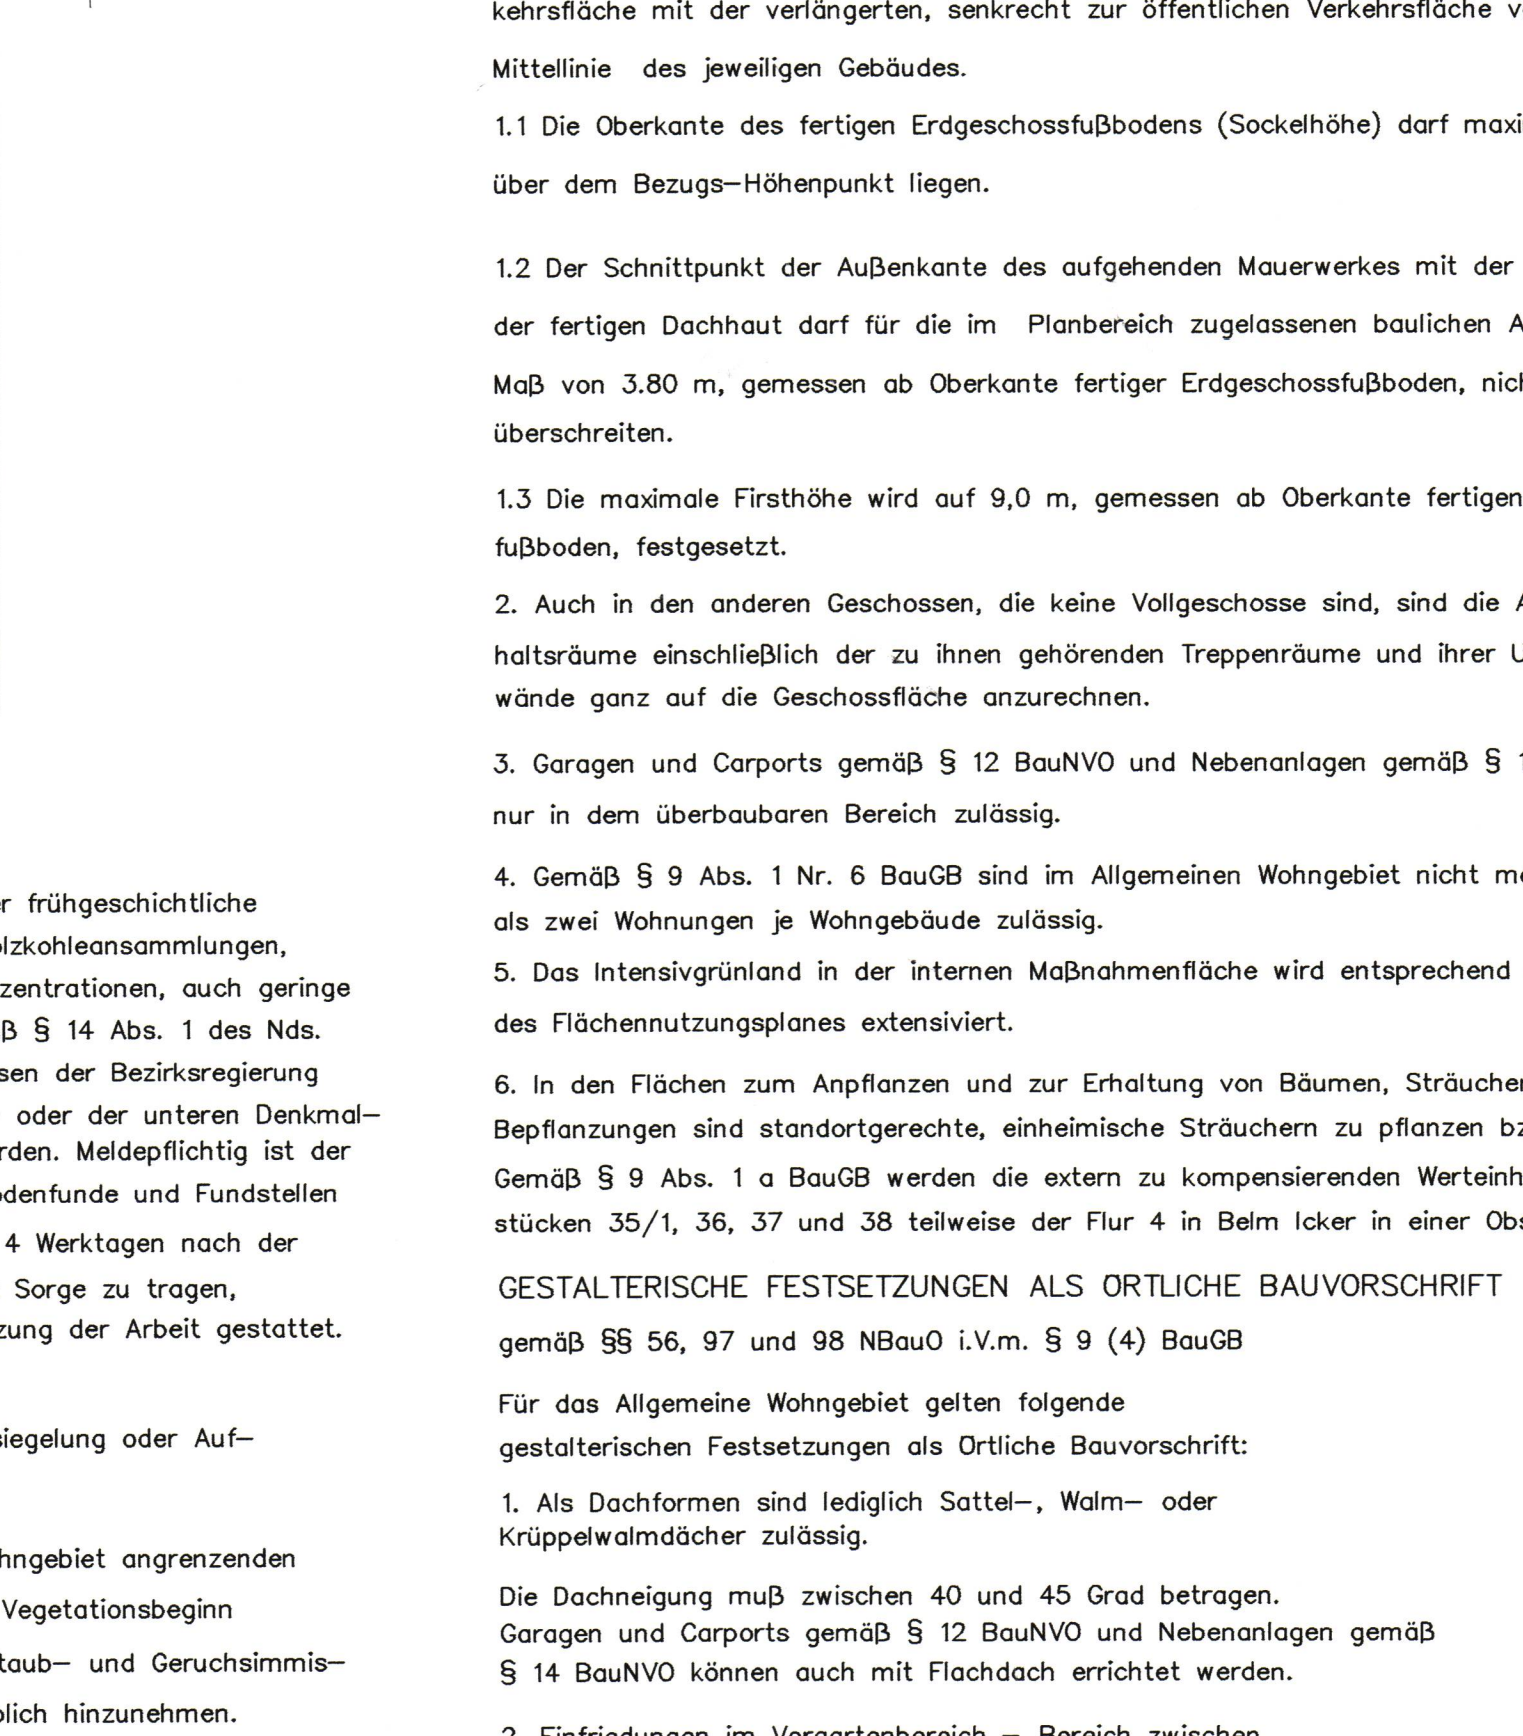 r frühgeschichtliche
olzkohleansammlungen,
zentrationen, auch geringe
ß § 14 Abs. 1 des Nds.
sen der Bezirksregierung
oder der unteren Denkmal–
rden. Meldepflichtig ist der
odenfunde und Fundstellen
4 Werktagen nach der
Sorge zu tragen,
zung der Arbeit gestattet.
siegelung oder Auf–
hngebiet angrenzenden
Vegetationsbeginn
taub– und Geruchsimmis–
blich hinzunehmen.
kehrsfläche mit der verlängerten, senkrecht zur öffentlichen Verkehrsfläche
Mittellinie des jeweiligen Gebäudes.
1.1 Die Oberkante des fertigen Erdgeschossfußbodens (Sockelhöhe) darf maxi
über dem Bezugs–Höhenpunkt liegen.
1.2 Der Schnittpunkt der Außenkante des aufgehenden Mauerwerkes mit der
der fertigen Dachhaut darf für die im Planbereich zugelassenen baulichen A
Maß von 3.80 m, gemessen ab Oberkante fertiger Erdgeschossfußboden, nich
überschreiten.
1.3 Die maximale Firsthöhe wird auf 9,0 m, gemessen ab Oberkante fertigen
fußboden, festgesetzt.
2. Auch in den anderen Geschossen, die keine Vollgeschosse sind, sind die A
haltsräume einschließlich der zu ihnen gehörenden Treppenräume und ihrer U
wände ganz auf die Geschossfläche anzurechnen.
3. Garagen und Carports gemäß § 12 BauNVO und Nebenanlagen gemäß § 1
nur in dem überbaubaren Bereich zulässig.
4. Gemäß § 9 Abs. 1 Nr. 6 BauGB sind im Allgemeinen Wohngebiet nicht me
als zwei Wohnungen je Wohngebäude zulässig.
5. Das Intensivgrünland in der internen Maßnahmenfläche wird entsprechend
des Flächennutzungsplanes extensiviert.
6. In den Flächen zum Anpflanzen und zur Erhaltung von Bäumen, Sträucher
Bepflanzungen sind standortgerechte, einheimische Sträuchern zu pflanzen bz
Gemäß § 9 Abs. 1 a BauGB werden die extern zu kompensierenden Werteinh
stücken 35/1, 36, 37 und 38 teilweise der Flur 4 in Belm Icker in einer Obs
GESTALTERISCHE FESTSETZUNGEN ALS ÖRTLICHE BAUVORSCHRIFT
gemäß §§ 56, 97 und 98 NBauO i.V.m. § 9 (4) BauGB
Für das Allgemeine Wohngebiet gelten folgende
gestalterischen Festsetzungen als Örtliche Bauvorschrift:
1. Als Dachformen sind lediglich Sattel–, Walm– oder
Krüppelwalmdächer zulässig.
Die Dachneigung muß zwischen 40 und 45 Grad betragen.
Garagen und Carports gemäß § 12 BauNVO und Nebenanlagen gemäß
§ 14 BauNVO können auch mit Flachdach errichtet werden.
2. Einfriedungen im Vorgartenbereich – Bereich zwischen